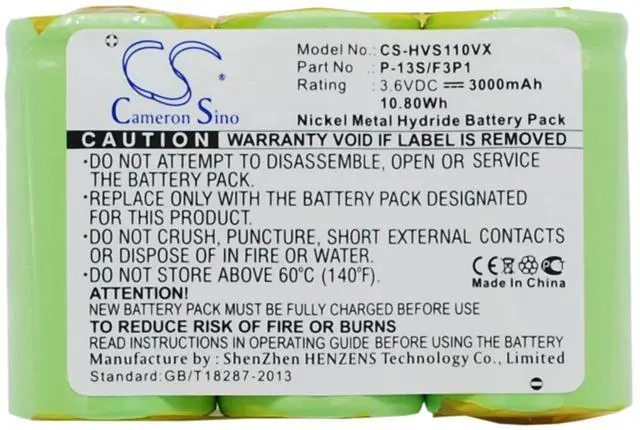 CS
Cameron Sino
Model No: CS-HVS110VX
Part No : P-13S/F3P1
Rating : 3.6VDC 3000mAh
10.80Wh
Nickel Metal Hydride Battery Pack
CAUTION WARRANTY VOID IF LABEL IS REMOVED
•DO NOT ATTEMPT TO DISASSEMBLE, OPEN OR SERVICE
THE BATTERY PACK.
•REPLACE ONLY WITH THE BATTERY PACK DESIGNATED
FOR THIS MACHINE.
•DO NOT CRUSH, PUNCTURE, SHORT EXTERNAL CONTACTS
OR DISPOSE OF IN FIRE OR WATER.
•DO NOT STORE ABOVE 60°C (140°F).
CE
Made In China
ATTENTION!
NEW BATTERY PACK MUST BE FULLY CHARGED BEFORE USING
TO REDUCE RISK OF FIRE OR BURNS
READ INSTRUCTIONS IN OPERATING GUIDE BEFORE USING BATTERY PACK.
Manufacture by : ShenZhen HENZENS Technology Co.,Ltd.
Standard:GB/T18287-2013